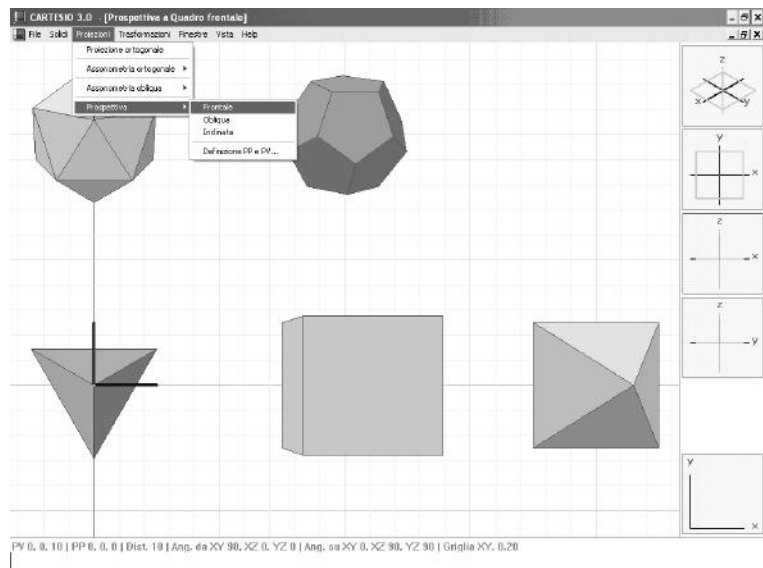 CARTESIO 3.0 - [Prospettiva a Quadro frontale]
File Solidi Proiezioni Trasformazioni Finestre Vista Help
Proiezione ortogonale
Assonometria ortogonale
Assonometria obliqua
Prospettiva
Frontale
Obliqua
Inclinata
Definizione PP e PV...
z
x
y
y
x
z
x
z
y
y
x
PV 0, 0, 10 | PP 0, 0, 0 | Dist. 10 | Ang. da XY 90, XZ 0, YZ 0 | Ang. su XY 0, XZ 90, YZ 90 | Griglia XY, 0.20